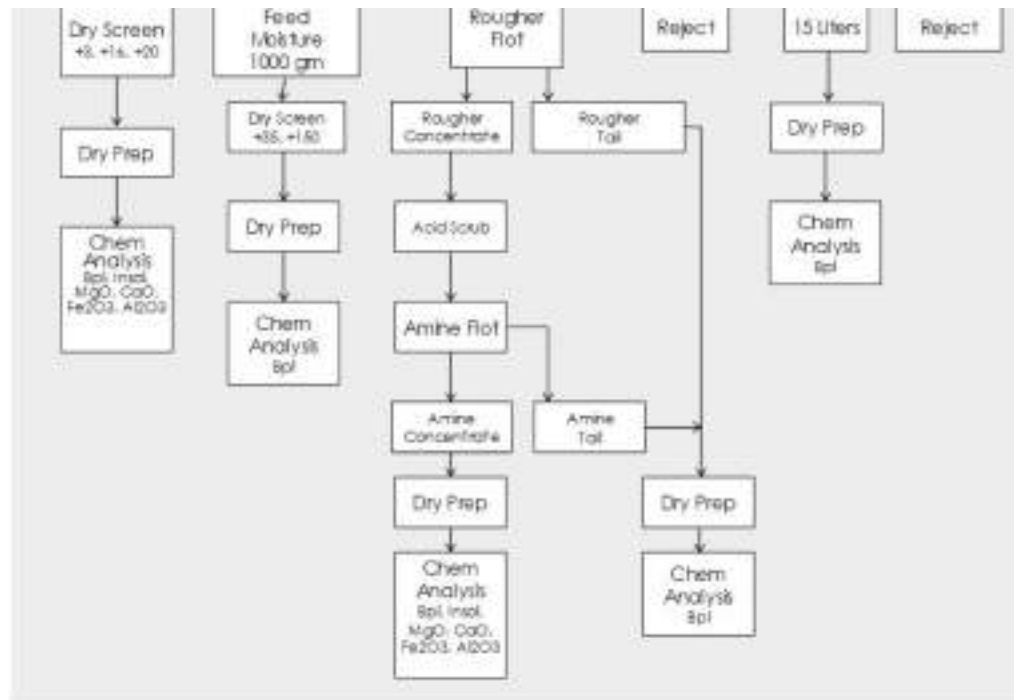 Dry Screen
+8, +16, +20
Feed
Moisture
1000 gm
Rougher
Flot
Reject
15 Liters
Reject
Dry Screen
+35, +150
Rougher
Concentrate
Rougher
Tail
Dry Prep
Dry Prep
Dry Prep
Acid Scrub
Chem
Analysis
Bpl
Chem
Analysis
Bpl, Insol,
MgO, CaO,
Fe2O3, Al2O3
Chem
Analysis
Bpl
Amine Flot
Amine
Concentrate
Amine
Tail
Dry Prep
Dry Prep
Chem
Analysis
Bpl, Insol,
MgO, CaO,
Fe2O3, Al2O3
Chem
Analysis
Bpl